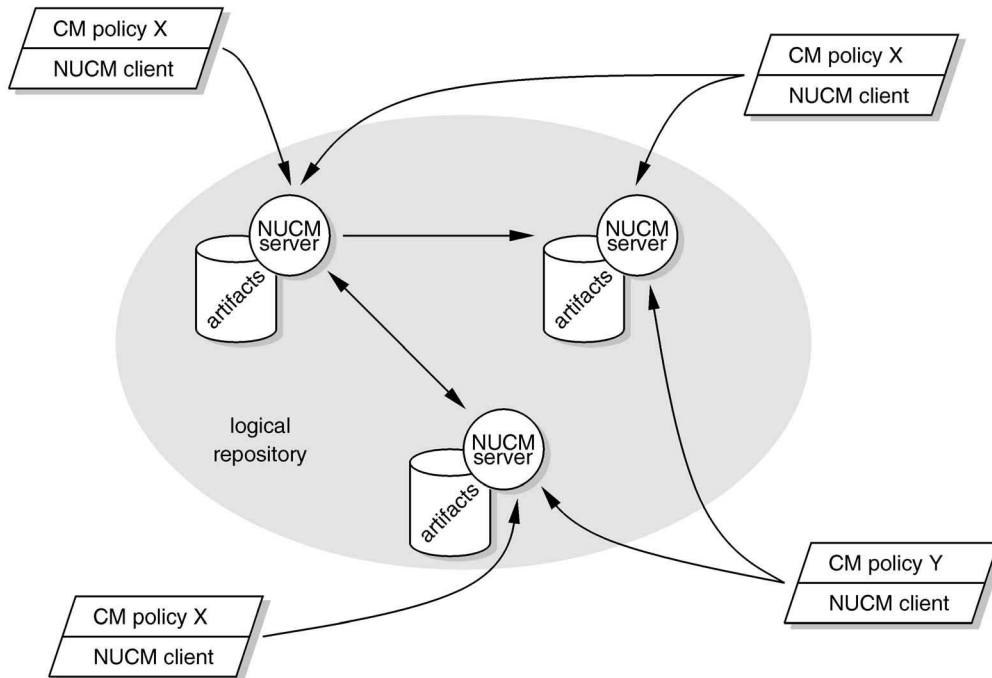 CM policy X
NUCM client
CM policy X
NUCM client
NUCM
server
artifacts
NUCM
server
artifacts
logical
repository
NUCM
server
artifacts
CM policy Y
NUCM client
CM policy X
NUCM client